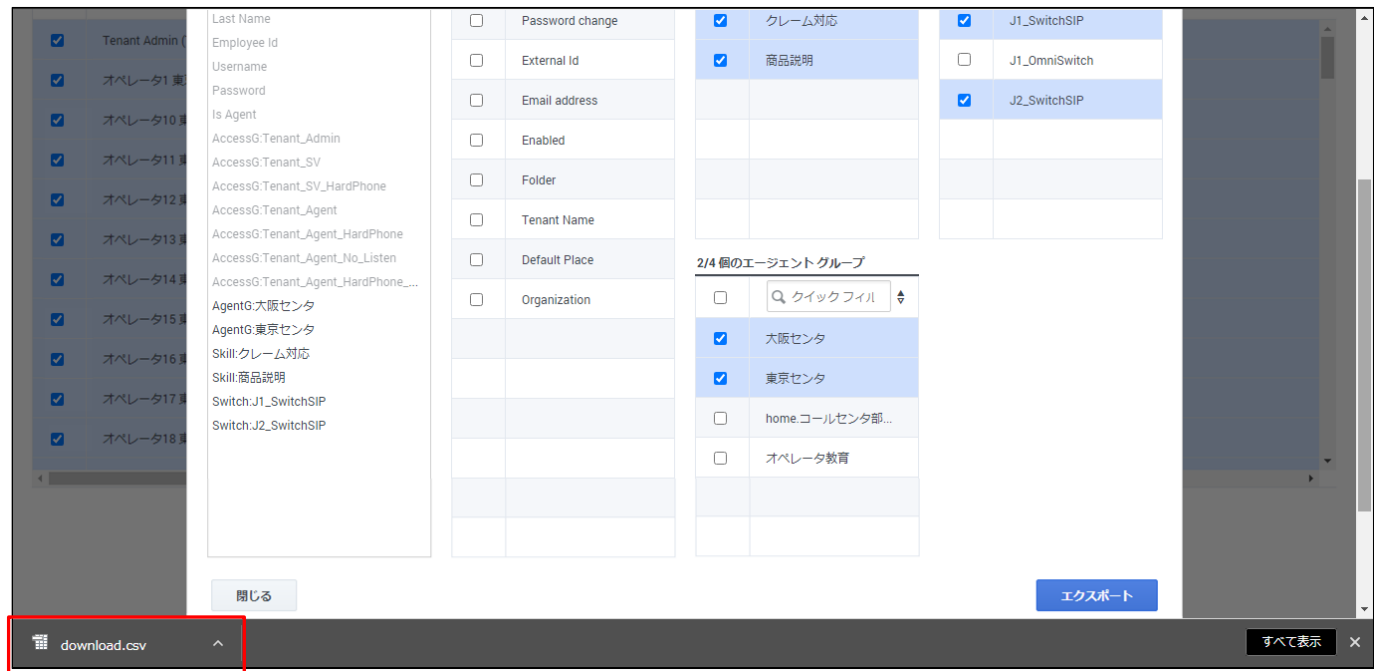 Tenant Admin (
オペレータ1 東
オペレータ10 東
オペレータ11 東
オペレータ12 東
オペレータ13 東
オペレータ14 東
オペレータ15 東
オペレータ16 東
オペレータ17 東
オペレータ18 東
Last Name
Employee Id
Username
Password
Is Agent
AccessG:Tenant_Admin
AccessG:Tenant_SV
AccessG:Tenant_SV_HardPhone
AccessG:Tenant_Agent
AccessG:Tenant_Agent_HardPhone
AccessG:Tenant_Agent_No_Listen
AccessG:Tenant_Agent_HardPhone_...
AgentG:大阪センタ
AgentG:東京センタ
Skill:クレーム対応
Skill:商品説明
Switch:J1_SwitchSIP
Switch:J2_SwitchSIP
Password change
External Id
Email address
Enabled
Folder
Tenant Name
Default Place
Organization
クレーム対応
商品説明
2/4 個のエージェント グループ
クイック フィル
大阪センタ
東京センタ
home.コールセンタ部...
オペレータ教育
J1_SwitchSIP
J1_OmniSwitch
J2_SwitchSIP
閉じる
エクスポート
download.csv
すべて表示